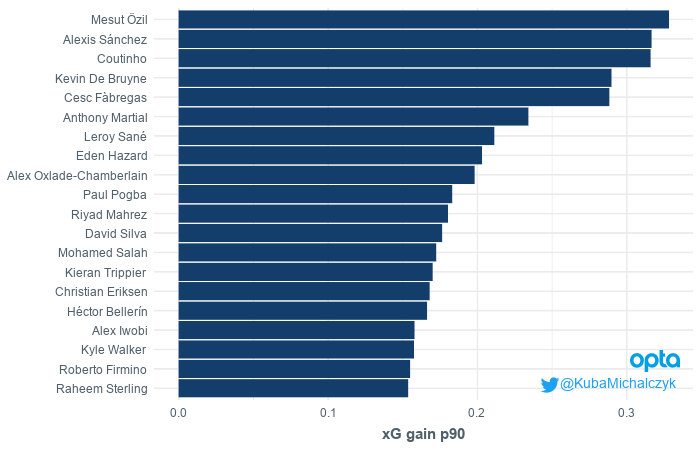 Mesut Özil
Alexis Sánchez
Coutinho
Kevin De Bruyne
Cesc Fàbregas
Anthony Martial
Leroy Sané
Eden Hazard
Alex Oxlade-Chamberlain
Paul Pogba
Riyad Mahrez
David Silva
Mohamed Salah
Kieran Trippier
Christian Eriksen
Héctor Bellerín
Alex Iwobi
Kyle Walker
Roberto Firmino
Raheem Sterling
opta
@KubaMichalczyk
0.0 0.1 0.2 0.3
xG gain p90